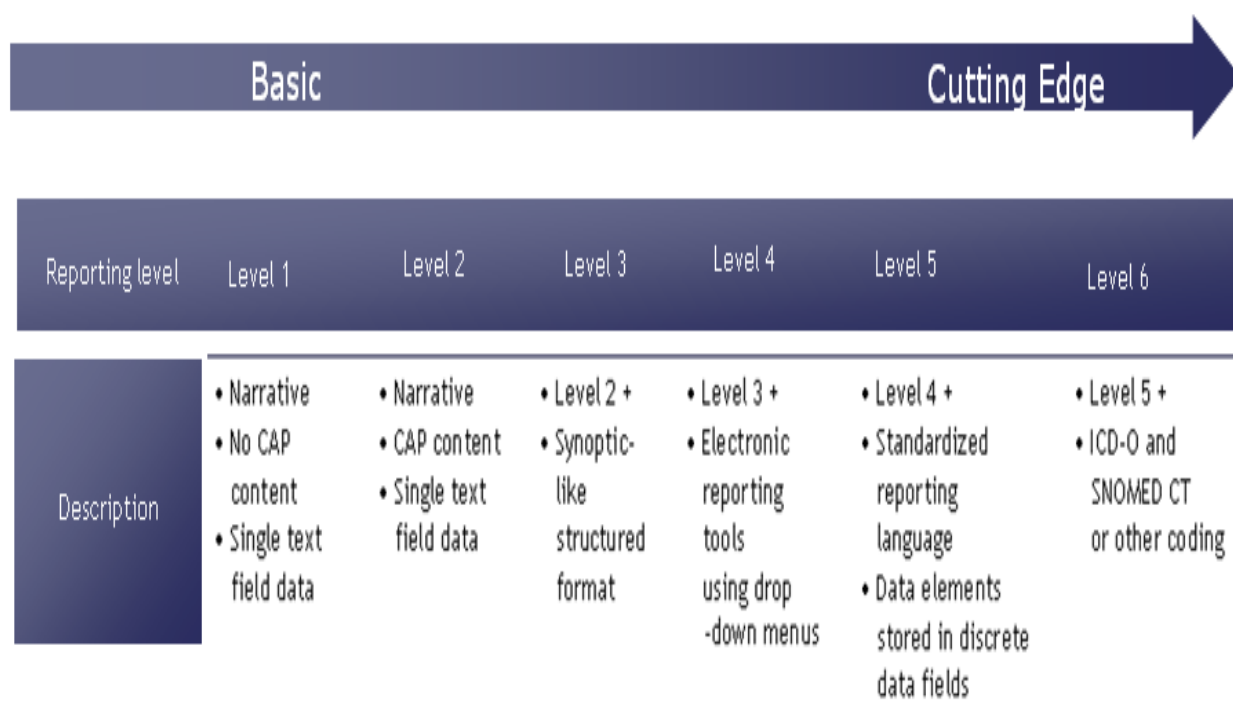 Basic
Cutting Edge
Reporting level
Level 1
Level 2
Level 3
Level 4
Level 5
Level 6
Description
• Narrative
• No CAP
content
• Single text
field data
• Narrative
• CAP content
• Single text
field data
• Level 2 +
• Synoptic-
like
structured
format
• Level 3 +
• Electronic
reporting
tools
using drop
-down menus
• Level 4 +
• Standardized
reporting
language
• Data elements
stored in discrete
data fields
• Level 5 +
• ICD-O and
SNOMED CT
or other coding